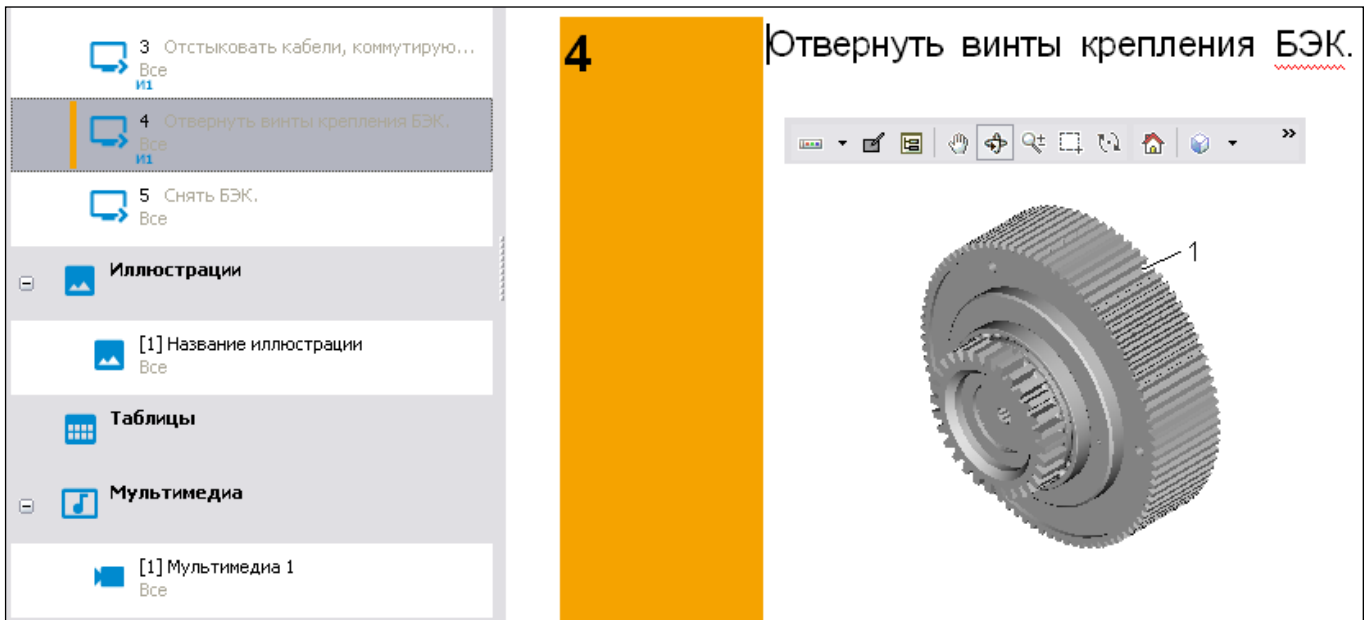 3 Отстыковать кабели, коммутирую...
Все
И1
4 Отвернуть винты крепления БЭК.
Все
И1
5 Снять БЭК.
Все
Иллюстрации
[1] Название иллюстрации
Все
Таблицы
Мультимедиа
[1] Мультимедиа 1
Все
4
Отвернуть винты крепления БЭК.
1